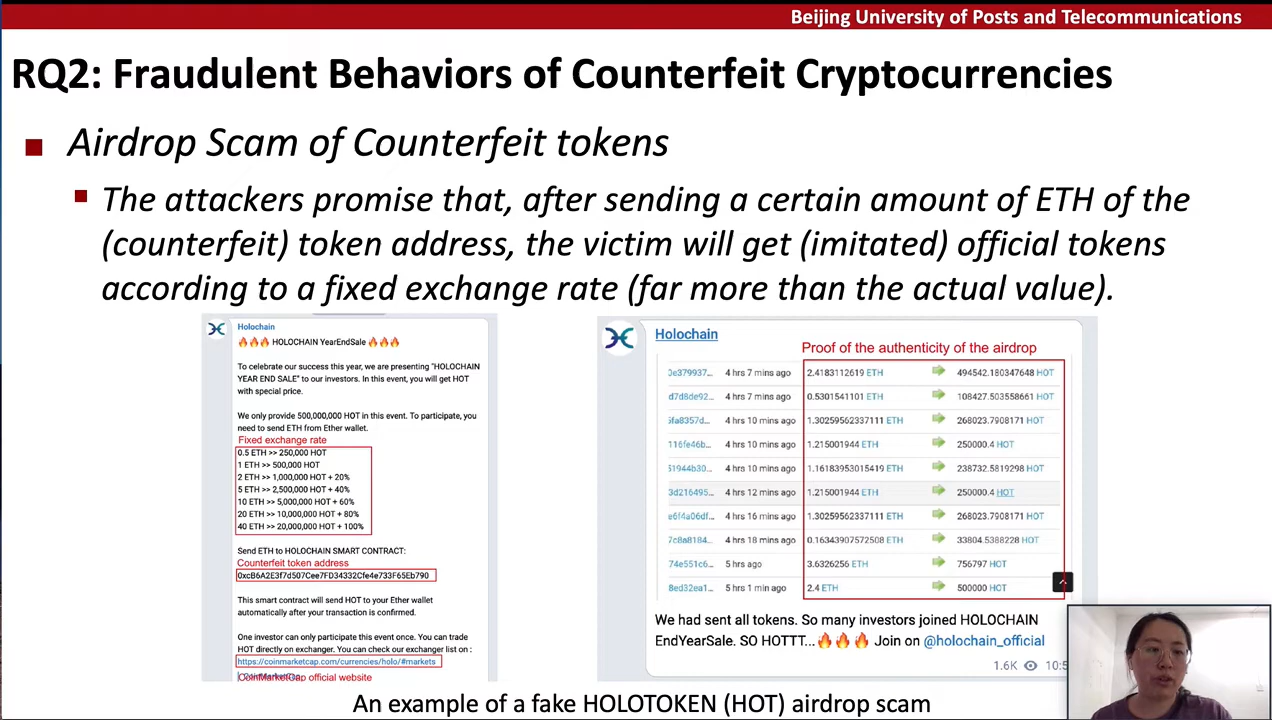 Beijing University of Posts and Telecommunications
RQ2: Fraudulent Behaviors of Counterfeit Cryptocurrencies
Airdrop Scam of Counterfeit tokens
The attackers promise that, after sending a certain amount of ETH of the
(counterfeit) token address, the victim will get (imitated) official tokens
according to a fixed exchange rate (far more than the actual value).
Holochain
🔥🔥🔥 HOLOCHAIN YearEndSale 🔥🔥🔥
To celebrate our success this year, we are presenting "HOLOCHAIN
YEAR END SALE" to our investors. In this event, you will get HOT
with special price.
We only provide 500,000,000 HOT in this event. To participate, you
need to send ETH from Ether wallet.
Fixed exchange rate
0.5 ETH >> 250,000 HOT
1 ETH >> 500,000 HOT
2 ETH >> 1,000,000 HOT + 20%
5 ETH >> 2,500,000 HOT + 40%
10 ETH >> 5,000,000 HOT + 60%
20 ETH >> 10,000,000 HOT + 80%
40 ETH >> 20,000,000 HOT + 100%
Send ETH to HOLOCHAIN SMART CONTRACT:
Counterfeit token address
0xcB6A2E3f7d507Cee7FD34332Cfe4e733F65Eb790
This smart contract will send HOT to your Ether wallet
automatically after your transaction is confirmed.
One investor can only participate this event once. You can trade
HOT directly on exchanger. You can check our exchanger list on :
https://coinmarketcap.com/currencies/holo/#markets
CoinMarketCap official website
Holochain
Proof of the authenticity of the airdrop
0e379937... 4 hrs 7 mins ago 2.4183112619 ETH 494542.180347648 HOT
d7d8de92... 4 hrs 7 mins ago 0.5301541101 ETH 108427.503558661 HOT
5fa8357d... 4 hrs 10 mins ago 1.30259562337111 ETH 268023.7908171 HOT
116fe46b... 4 hrs 10 mins ago 1.215001944 ETH 250000.4 HOT
51944b30... 4 hrs 10 mins ago 1.16183953015419 ETH 238732.5819298 HOT
3d216495... 4 hrs 12 mins ago 1.215001944 ETH 250000.4 HOT
e6f4a06df... 4 hrs 16 mins ago 1.30259562337111 ETH 268023.7908171 HOT
7c8a8184... 4 hrs 18 mins ago 0.16343907572508 ETH 33804.5388228 HOT
74e551c6... 5 hrs ago 3.6326256 ETH 756797 HOT
8ed32ea1... 5 hrs 1 min ago 2.4 ETH 500000 HOT
We had sent all tokens. So many investors joined HOLOCHAIN
EndYearSale. SO HOTTT...🔥🔥🔥 Join on @holochain_official
1.6K
An example of a fake HOLOTOKEN (HOT) airdrop scam